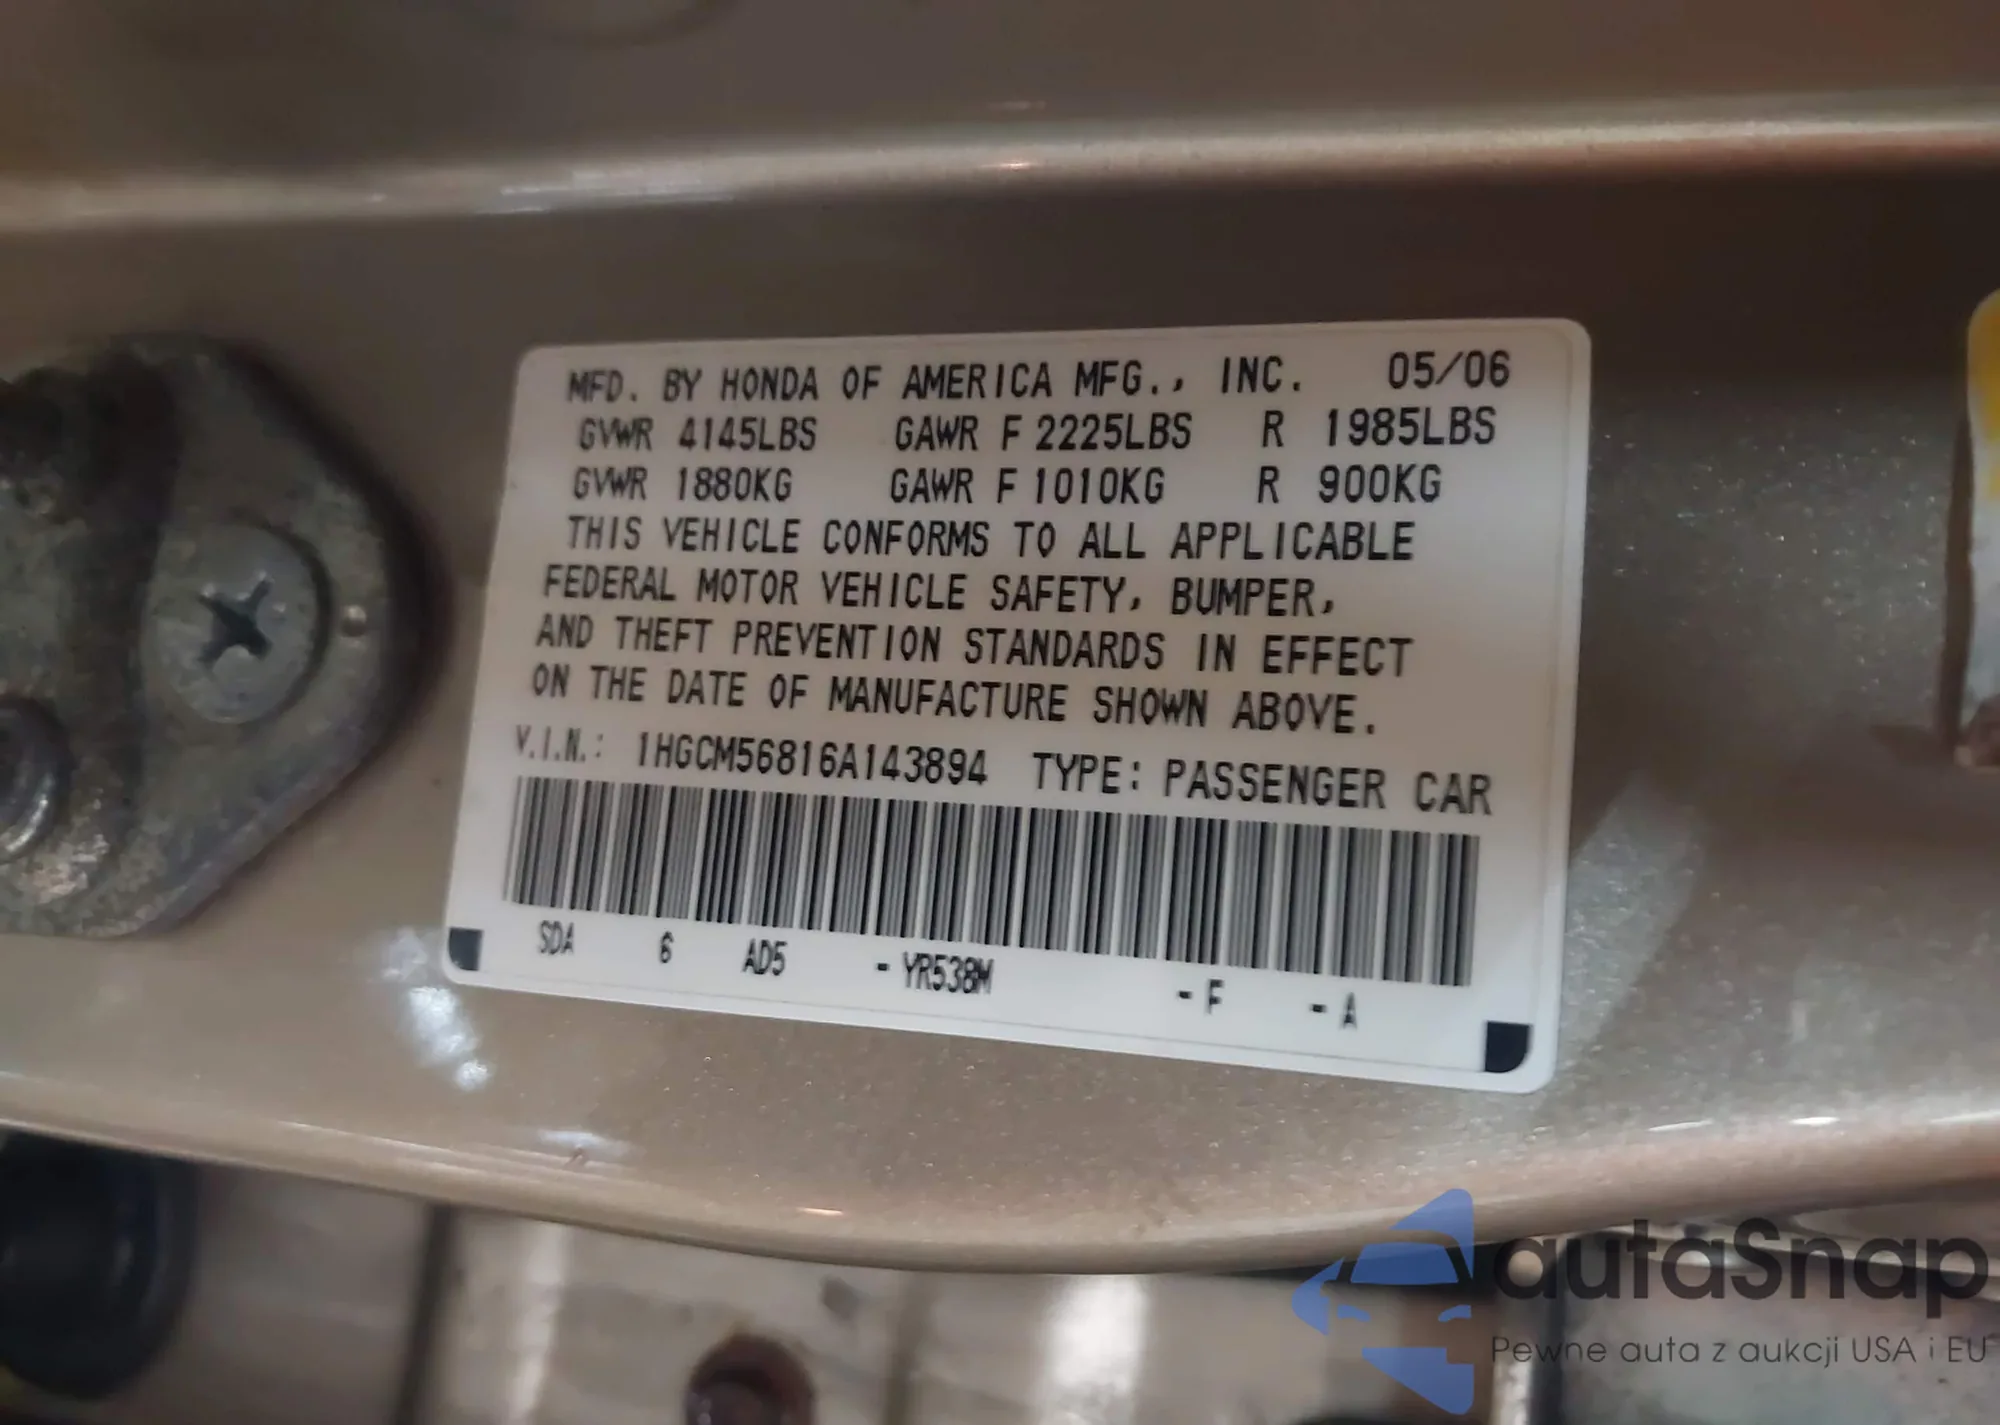 MFD. BY HONDA OF AMERICA MFG., INC. 05/06
GVWR 4145LBS GAWR F 2225LBS R 1985LBS
GVWR 1880KG GAWR F 1010KG R 900KG
THIS VEHICLE CONFORMS TO ALL APPLICABLE
FEDERAL MOTOR VEHICLE SAFETY, BUMPER,
AND THEFT PREVENTION STANDARDS IN EFFECT
ON THE DATE OF MANUFACTURE SHOWN ABOVE.
V.I.N.: 1HGCM56816A143894 TYPE: PASSENGER CAR
SDA 6 AD5 - YR538M - F - A
autaSnap
Pewne auta z aukcji USA i EU